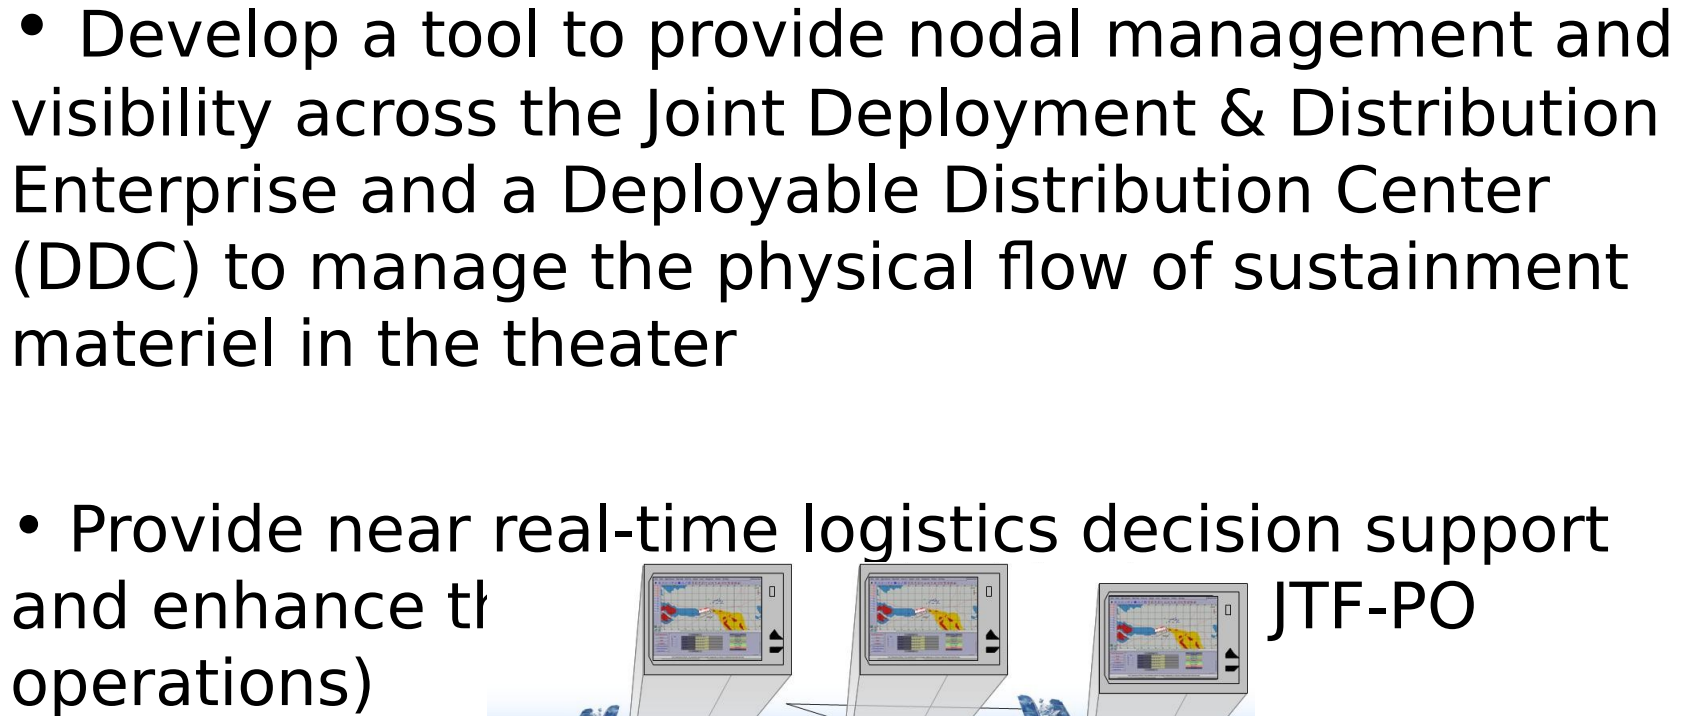 • Develop a tool to provide nodal management and
visibility across the Joint Deployment & Distribution
Enterprise and a Deployable Distribution Center
(DDC) to manage the physical flow of sustainment
materiel in the theater
• Provide near real-time logistics decision support
and enhance JTF-PO
operations)